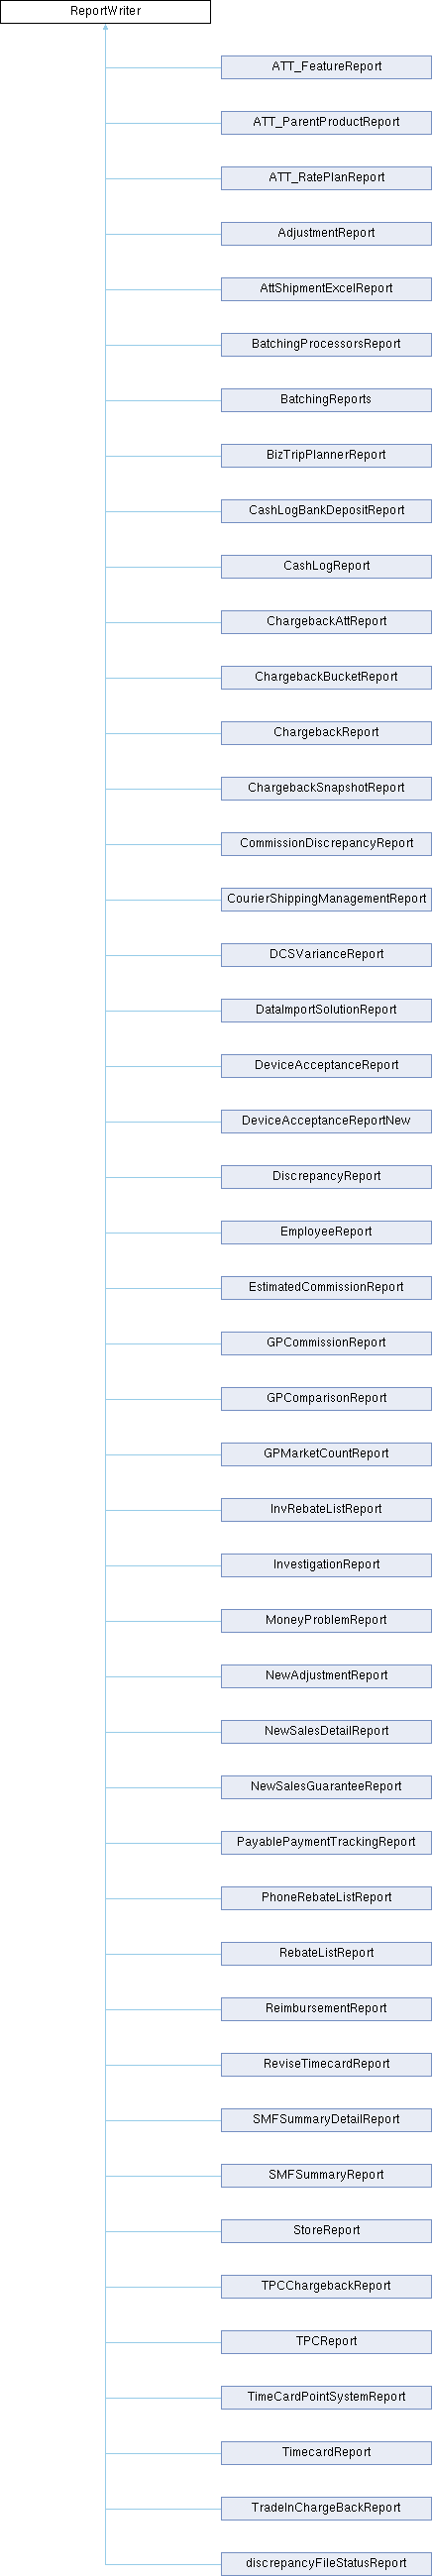 ReportWriter
ATT_FeatureReport
ATT_ParentProductReport
ATT_RatePlanReport
AdjustmentReport
AttShipmentExcelReport
BatchingProcessorsReport
BatchingReports
BizTripPlannerReport
CashLogBankDepositReport
CashLogReport
ChargebackAttReport
ChargebackBucketReport
ChargebackReport
ChargebackSnapshotReport
CommissionDiscrepancyReport
CourierShippingManagementReport
DCSVarianceReport
DataImportSolutionReport
DeviceAcceptanceReport
DeviceAcceptanceReportNew
DiscrepancyReport
EmployeeReport
EstimatedCommissionReport
GPCommissionReport
GPComparisonReport
GPMarketCountReport
InvRebateListReport
InvestigationReport
MoneyProblemReport
NewAdjustmentReport
NewSalesDetailReport
NewSalesGuaranteeReport
PayablePaymentTrackingReport
PhoneRebateListReport
RebateListReport
ReimbursementReport
ReviseTimecardReport
SMFSummaryDetailReport
SMFSummaryReport
StoreReport
TPCChargebackReport
TPCReport
TimeCardPointSystemReport
TimecardReport
TradeInChargeBackReport
discrepancyFileStatusReport